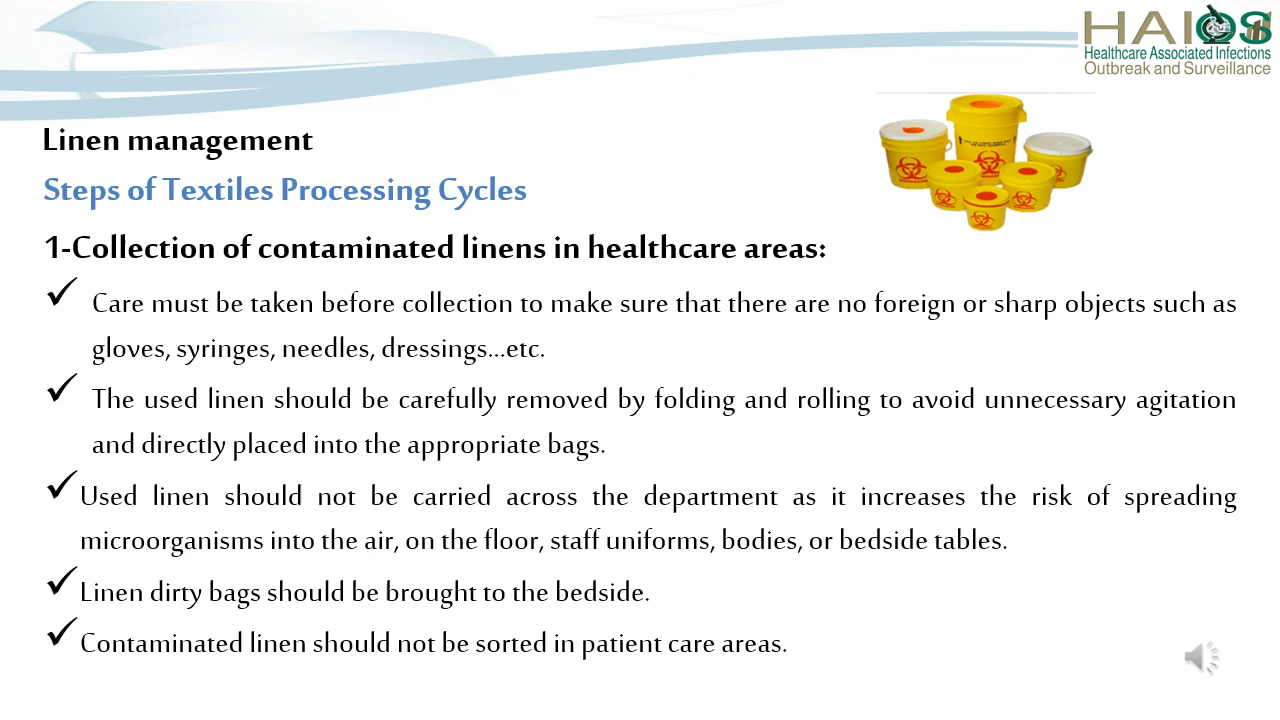 HAIOS
Healthcare Associated Infections
Outbreak and Surveillance
Linen management
Steps of Textiles Processing Cycles
1-Collection of contaminated linens in healthcare areas:
✓ Care must be taken before collection to make sure that there are no foreign or sharp objects such as
gloves, syringes, needles, dressings...etc.
✓ The used linen should be carefully removed by folding and rolling to avoid unnecessary agitation
and directly placed into the appropriate bags.
✓ Used linen should not be carried across the department as it increases the risk of spreading
microorganisms into the air, on the floor, staff uniforms, bodies, or bedside tables.
✓ Linen dirty bags should be brought to the bedside.
✓ Contaminated linen should not be sorted in patient care areas.